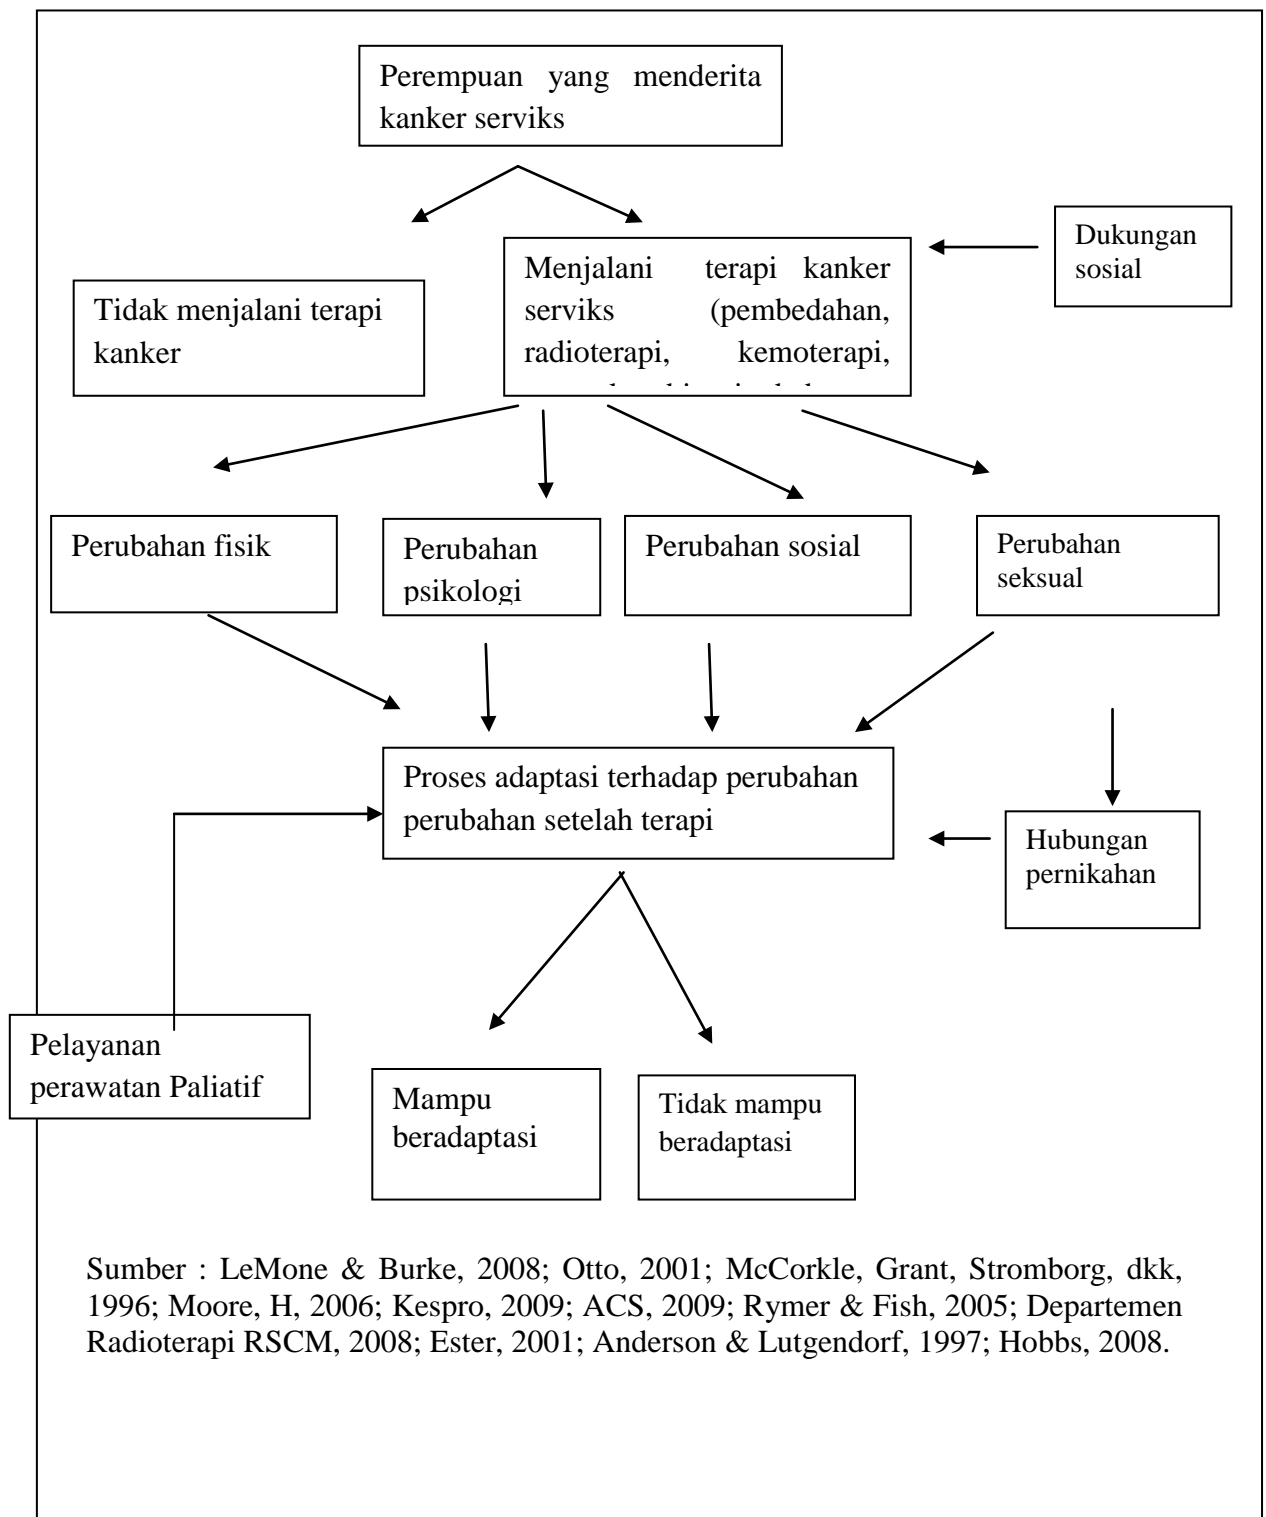 Perempuan yang menderita
kanker serviks
Dukungan
sosial
Menjalani terapi kanker
serviks (pembedahan,
radioterapi, kemoterapi,
Tidak menjalani terapi
kanker
Perubahan fisik
Perubahan
psikologi
Perubahan sosial
Perubahan
seksual
Proses adaptasi terhadap perubahan
perubahan setelah terapi
Hubungan
pernikahan
Pelayanan
perawatan Paliatif
Mampu
beradaptasi
Tidak mampu
beradaptasi
Sumber : LeMone & Burke, 2008; Otto, 2001; McCorkle, Grant, Stromborg, dkk,
1996; Moore, H, 2006; Kespro, 2009; ACS, 2009; Rymer & Fish, 2005; Departemen
Radioterapi RSCM, 2008; Ester, 2001; Anderson & Lutgendorf, 1997; Hobbs, 2008.